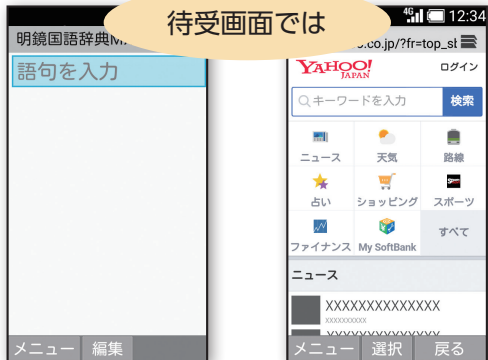 待受画面では
明鏡国語辞典M
語句を入力
メニュー 編集
4G 12:34
.co.jp/?fr=top_st
YAHOO!
JAPAN
ログイン
キーワードを入力 検索
ニュース 天気 路線
占い ショッピング スポーツ
ファイナンス My SoftBank すべて
ニュース
XXXXXXXXXXXXXX
XXXXXXXXXX
XXXXXXXXXXXXXX
メニュー 選択 戻る